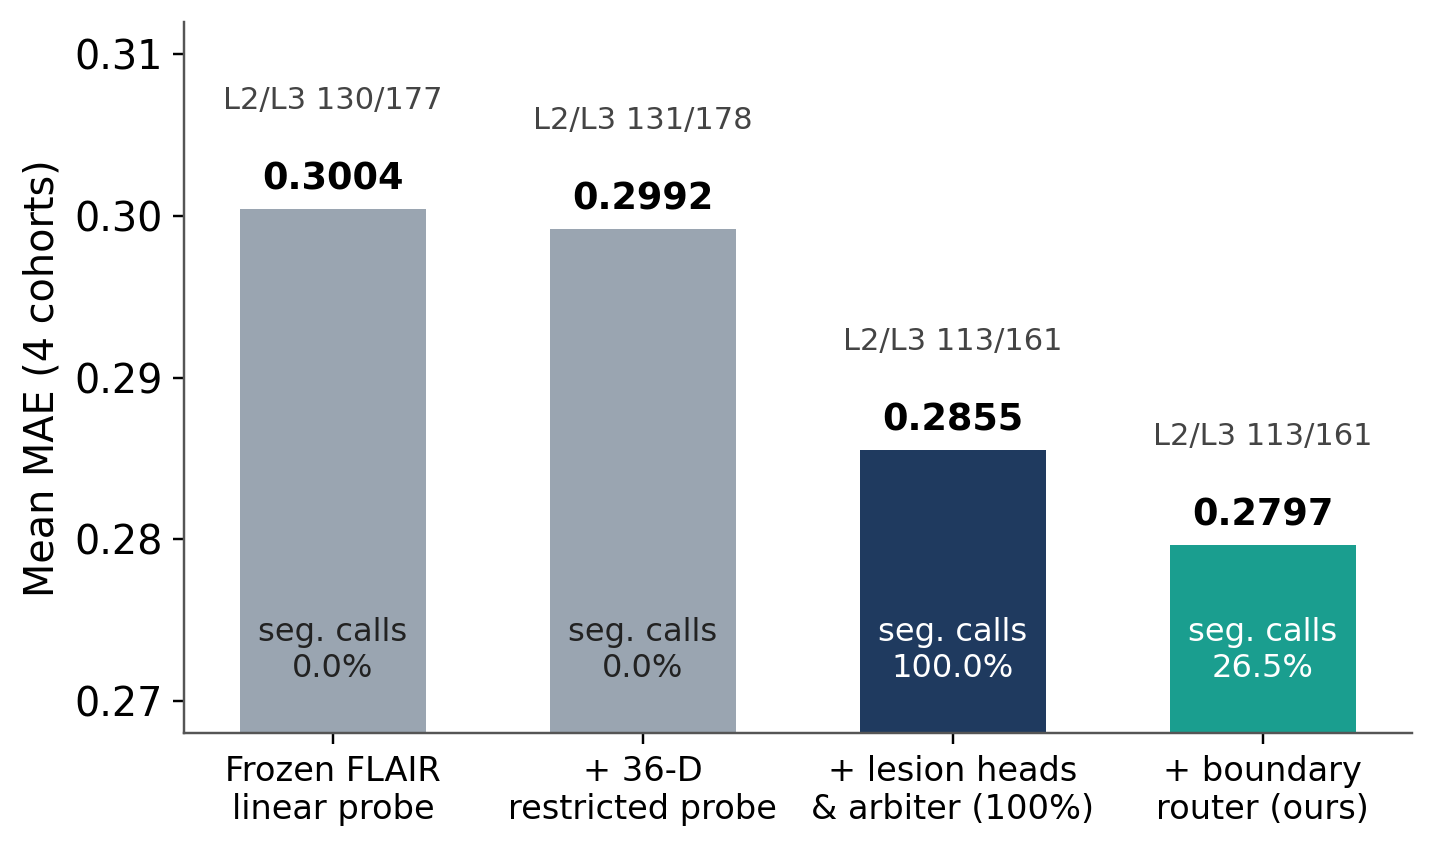 Mean MAE (4 cohorts)
0.31
0.30
0.29
0.28
0.27
L2/L3 130/177
0.3004
seg. calls
0.0%
L2/L3 131/178
0.2992
seg. calls
0.0%
L2/L3 113/161
0.2855
seg. calls
100.0%
L2/L3 113/161
0.2797
seg. calls
26.5%
Frozen FLAIR
linear probe
+ 36-D
restricted probe
+ lesion heads
& arbiter (100%)
+ boundary
router (ours)